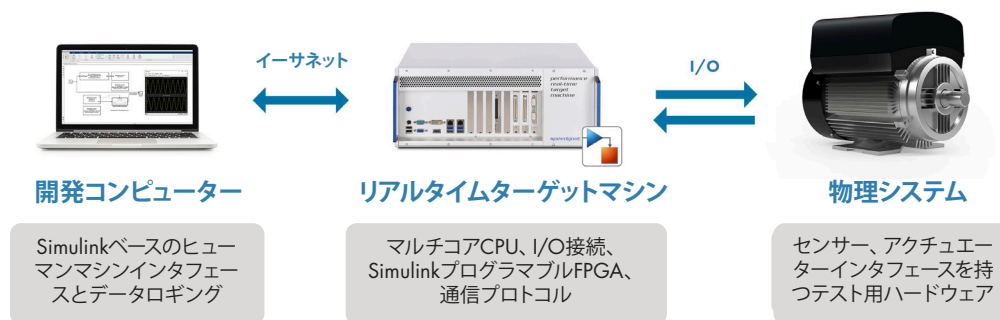 イーサネット
performance
real-time
target
machine
speedgoat
I/O
開発コンピューター
リアルタイムターゲットマシン
物理システム
Simulinkベースのヒュー
マンマシンインタフェー
スとデータロギング
マルチコアCPU、I/O接続、
SimulinkプログラマブルFPGA、
通信プロトコル
センサー、アクチュエー
ターインタフェースを持
つテスト用ハードウェア